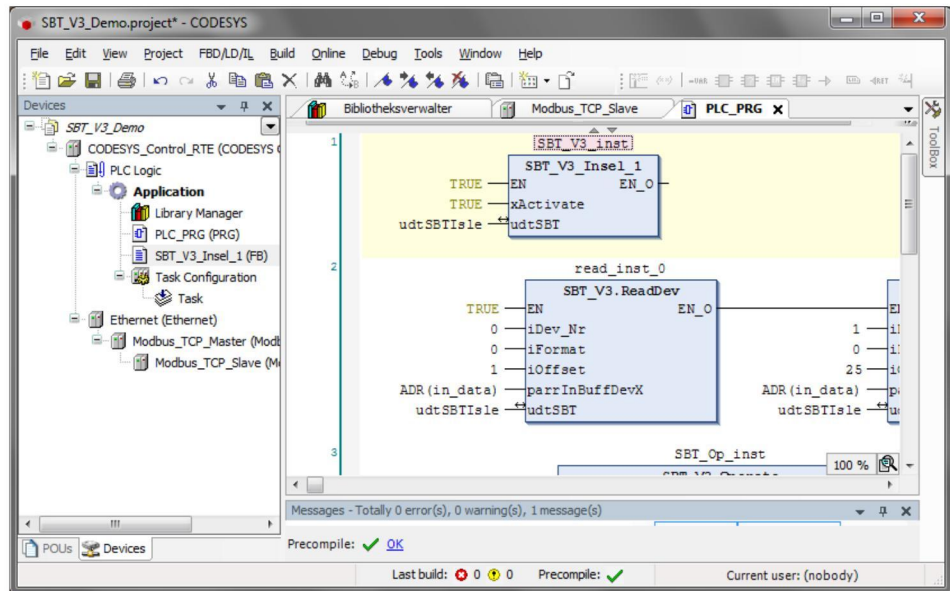 SBT_V3_Demo.project* - CODESYS
File Edit View Project FBD/LD/IL Build Online Debug Tools Window Help
Devices
SBT_V3_Demo
CODESYS_Control_RTE (CODESYS
PLC Logic
Application
Library Manager
PLC_PRG (PRG)
SBT_V3_Insel_1 (FB)
Task Configuration
Task
Ethernet (Ethernet)
Modbus_TCP_Master (Modb
Modbus_TCP_Slave (Mo
POUs Devices
Bibliotheksverwalter Modbus_TCP_Slave PLC_PRG X
1
SBT_V3_inst
SBT_V3_Insel_1
TRUE EN EN_O
TRUE xActivate
udtSBTIsle udtSBT
2
read_inst_0
SBT_V3.ReadDev
TRUE EN EN_O
0 iDev_Nr 1
0 iFormat 0
1 iOffset 25
ADR(in_data) parrInBuffDevX ADR(in_data)
udtSBTIsle udtSBT udtSBTIsle
3
SBT_Op_inst
100 %
ToolBox
Messages - Totally 0 error(s), 0 warning(s), 1 message(s)
Precompile: OK
Last build: 0 0 Precompile: Current user: (nobody)